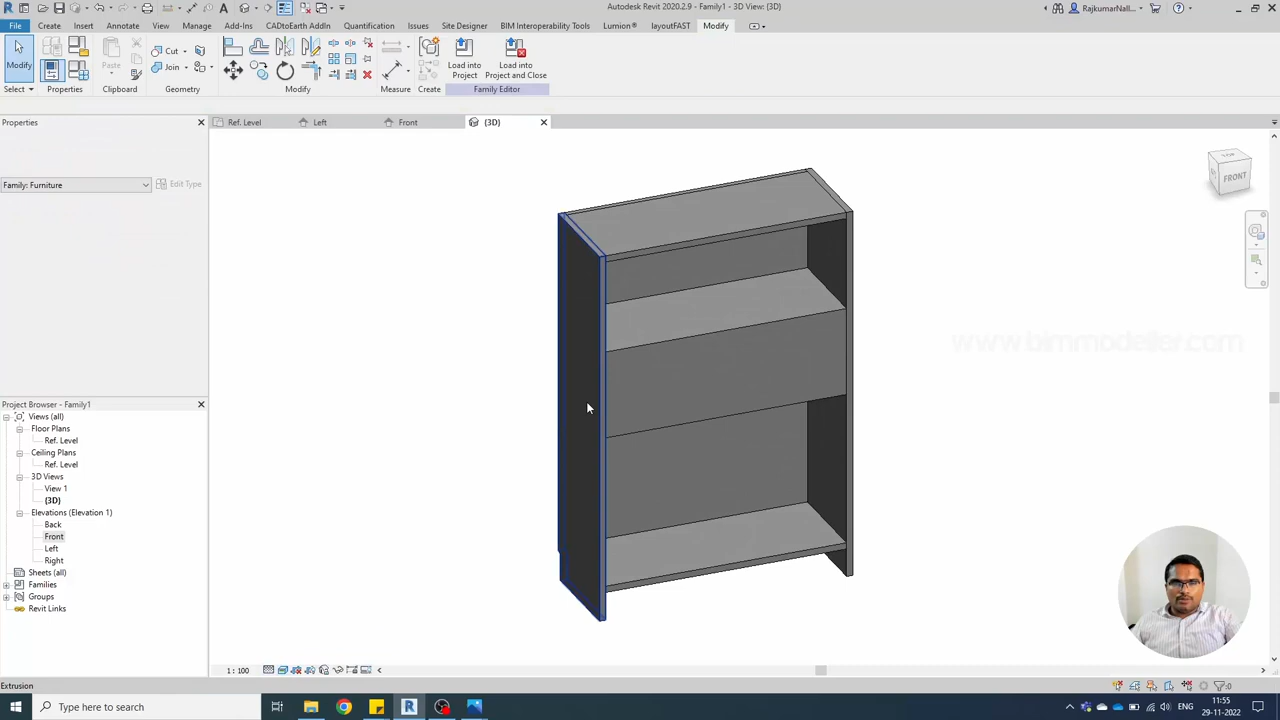 Autodesk Revit 2020.2.9 - Family1 - 3D View: {3D}
RajkumarNall...
File Create Insert Annotate View Manage Add-Ins Massing & Site Quantification Issues Site Designer BIM Interoperability Tools Lumion® layoutFAST Modify
Modify
Paste
Cut
Join
Load into Project
Load into Project and Close
Select Properties Clipboard Geometry Modify Measure Create Family Editor
Properties
Ref. Level Left Front {3D}
Family: Furniture
Edit Type
TOP
FRONT
www.bimmodeller.com
Project Browser - Family1
Views (all)
Floor Plans
Ref. Level
Ceiling Plans
Ref. Level
3D Views
View 1
{3D}
Elevations (Elevation 1)
Back
Front
Left
Right
Sheets (all)
Families
Groups
Revit Links
1 : 100
Extrusion
:0
Type here to search
ENG
11:55
29-11-2022